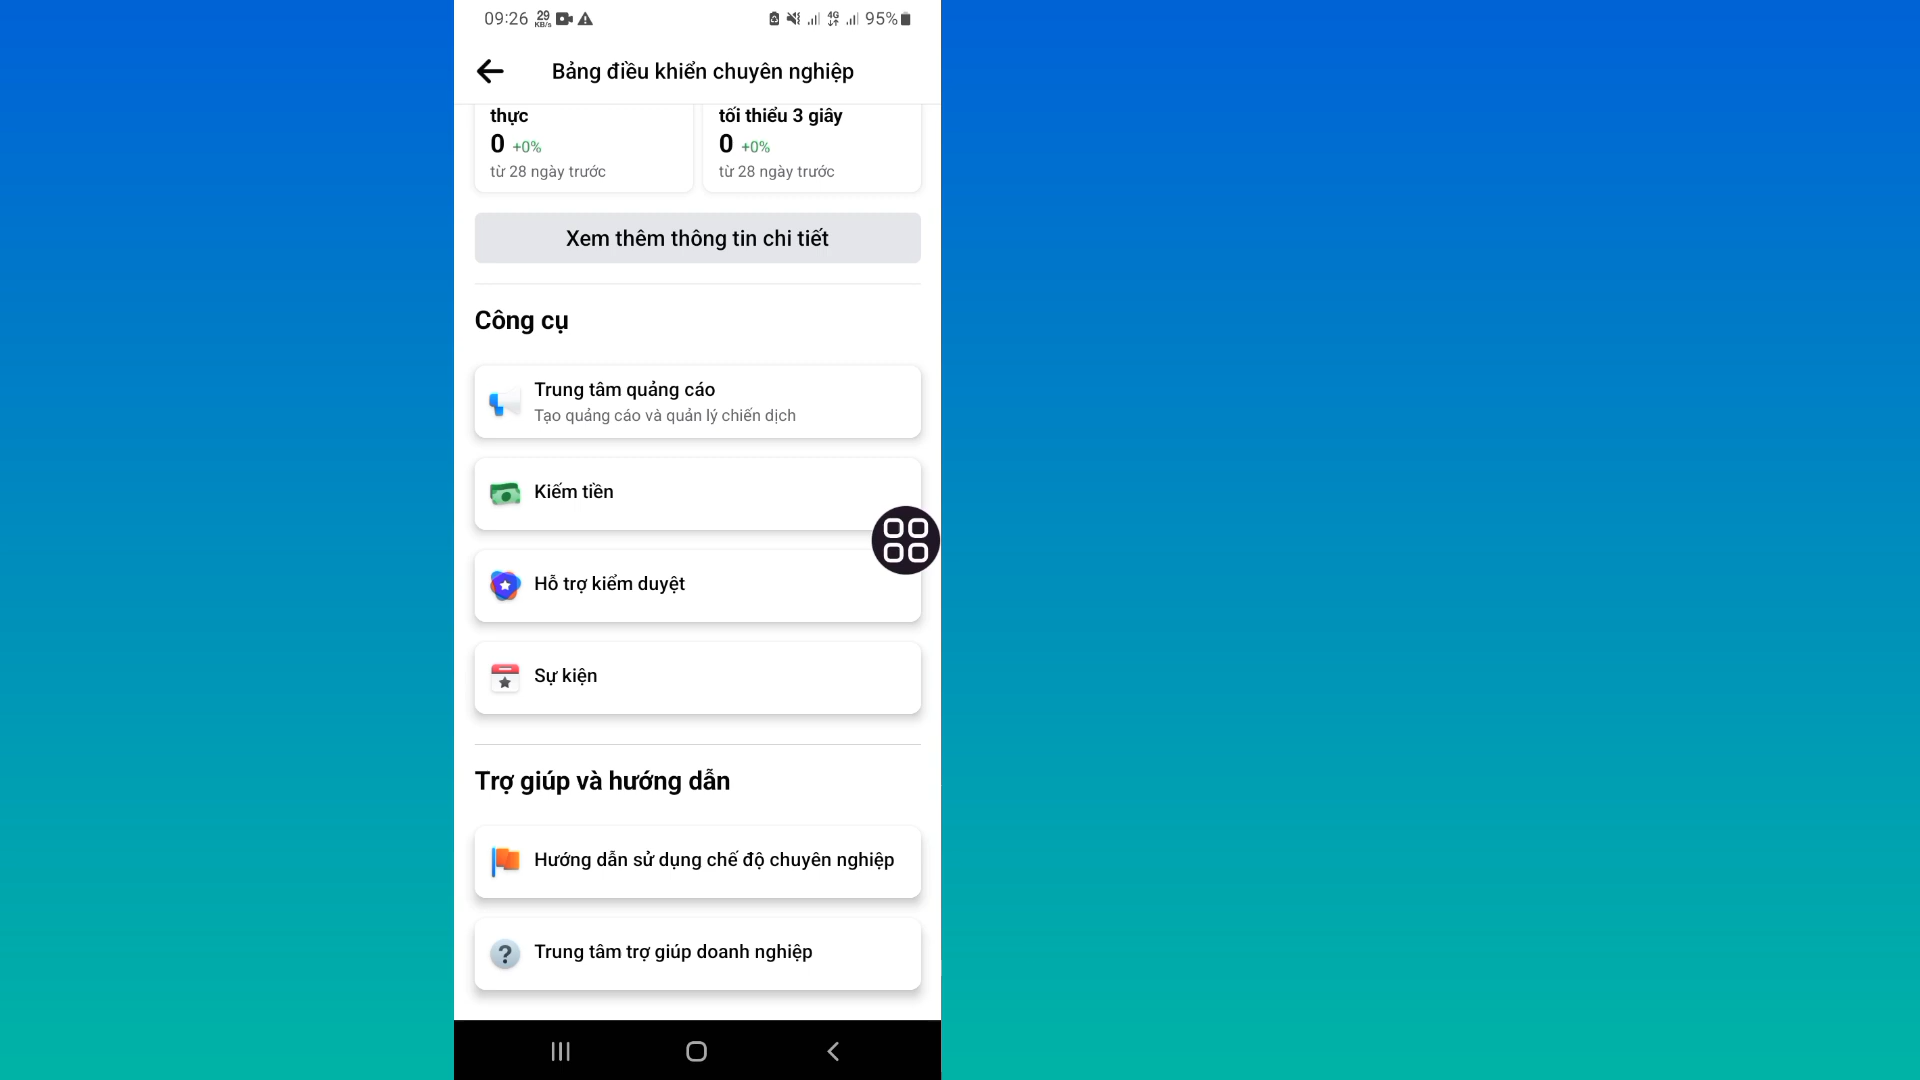 09:26 29 KB/s 4G 95%
Bảng điều khiển chuyên nghiệp
thực
0 +0%
từ 28 ngày trước
tối thiểu 3 giây
0 +0%
từ 28 ngày trước
Xem thêm thông tin chi tiết
Công cụ
Trung tâm quảng cáo
Tạo quảng cáo và quản lý chiến dịch
Kiếm tiền
Hỗ trợ kiểm duyệt
Sự kiện
Trợ giúp và hướng dẫn
Hướng dẫn sử dụng chế độ chuyên nghiệp
Trung tâm trợ giúp doanh nghiệp